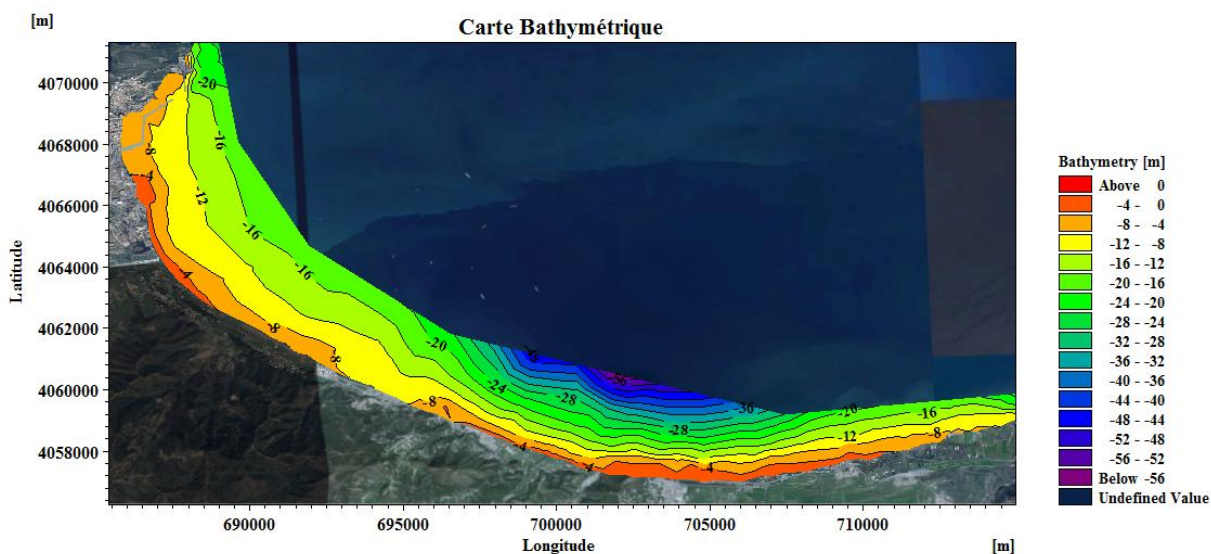 [m]
Carte Bathymétrique
4070000
4068000
4066000
4064000
4062000
4060000
4058000
Latitude
-20
-16
-8
-4
-12
-16
-4
-16
-8
-8
-20
-24
-28
-36
-20
-16
-8
-12
-28
-8
-4
-4
-4
690000
695000
700000
705000
710000
Longitude
[m]
Bathymetry [m]
Above 0
-4 - 0
-8 - -4
-12 - -8
-16 - -12
-20 - -16
-24 - -20
-28 - -24
-32 - -28
-36 - -32
-40 - -36
-44 - -40
-48 - -44
-52 - -48
-56 - -52
Below -56
Undefined Value